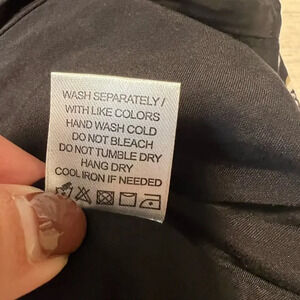 WASH SEPARATELY /
WITH LIKE COLORS
HAND WASH COLD
DO NOT BLEACH
DO NOT TUMBLE DRY
HANG DRY
COOL IRON IF NEEDED